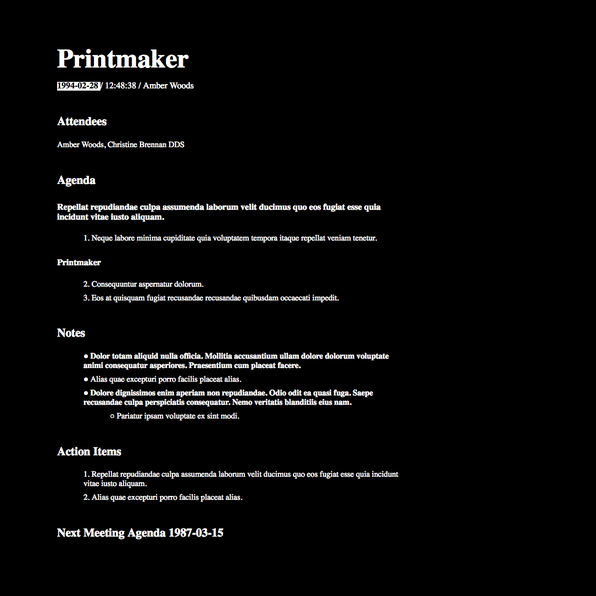 Printmaker
1994-02-28 / 12:48:38 / Amber Woods
Attendees
Amber Woods, Christine Brennan DDS
Agenda
Repellat repudiandae culpa assumenda laborum velit ducimus quo eos fugiat esse quia
incidunt vitae iusto aliquam.
1. Neque labore minima cupiditate quia voluptatem tempora itaque repellat veniam tenetur.
Printmaker
2. Consequuntur aspernatur dolorum.
3. Eos at quisquam fugiat recusandae recusandae quibusdam occaecati impedit.
Notes
● Dolor totam aliquid nulla officia. Mollitia accusantium ullam dolore dolorum voluptate
animi consequatur asperiores. Praesentium cum placeat facere.
● Alias quae excepturi porro facilis placeat alias.
● Dolore dignissimos enim aperiam non repudiandae. Odio odit ea quasi fuga. Saepe
recusandae culpa perspiciatis consequatur. Nemo veritatis blanditiis eius nam.
○ Pariatur ipsam voluptate ex sint modi.
Action Items
1. Repellat repudiandae culpa assumenda laborum velit ducimus quo eos fugiat esse quia incidunt
vitae iusto aliquam.
2. Alias quae excepturi porro facilis placeat alias.
Next Meeting Agenda 1987-03-15